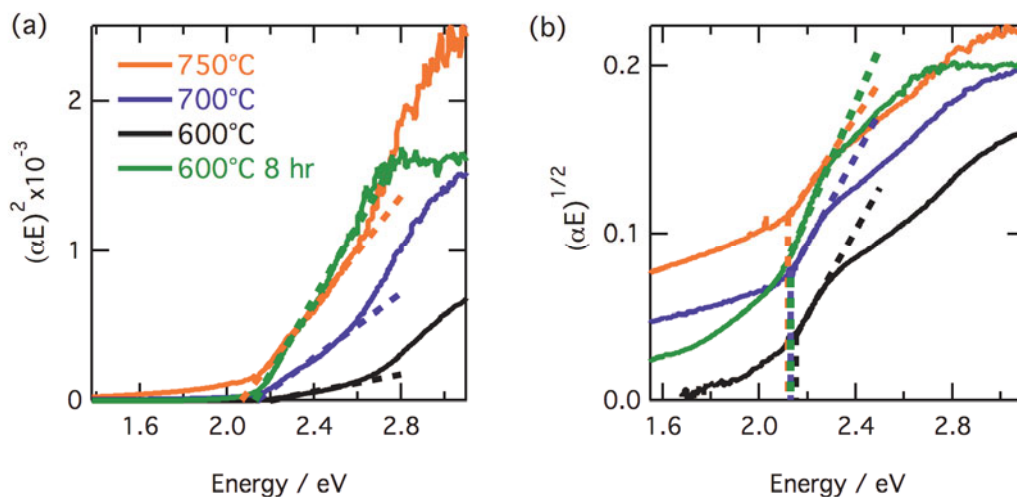 (a)
(αE)² x10⁻³
2
1
0
750°C
700°C
600°C
600°C 8 hr
1.6 2.0 2.4 2.8
Energy / eV
(b)
(αE)¹/²
0.2
0.1
0.0
1.6 2.0 2.4 2.8
Energy / eV